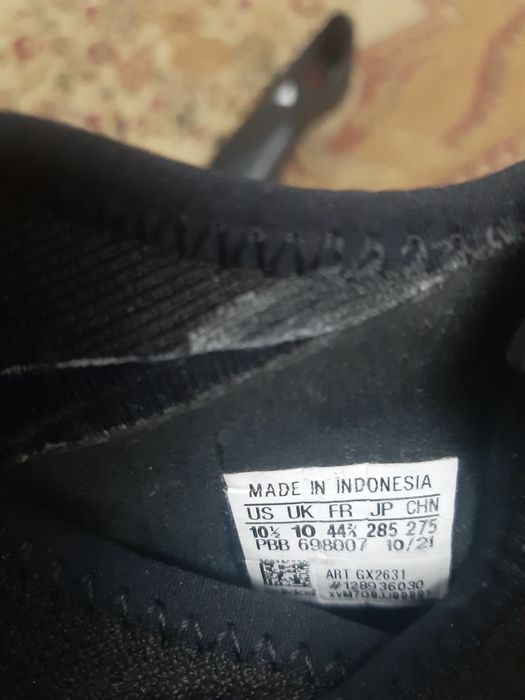 MADE IN INDONESIA
US UK FR JP CHN
10½ 10 44⅔ 285 275
PBB 698007 10/21
ART GX2631
#128936030